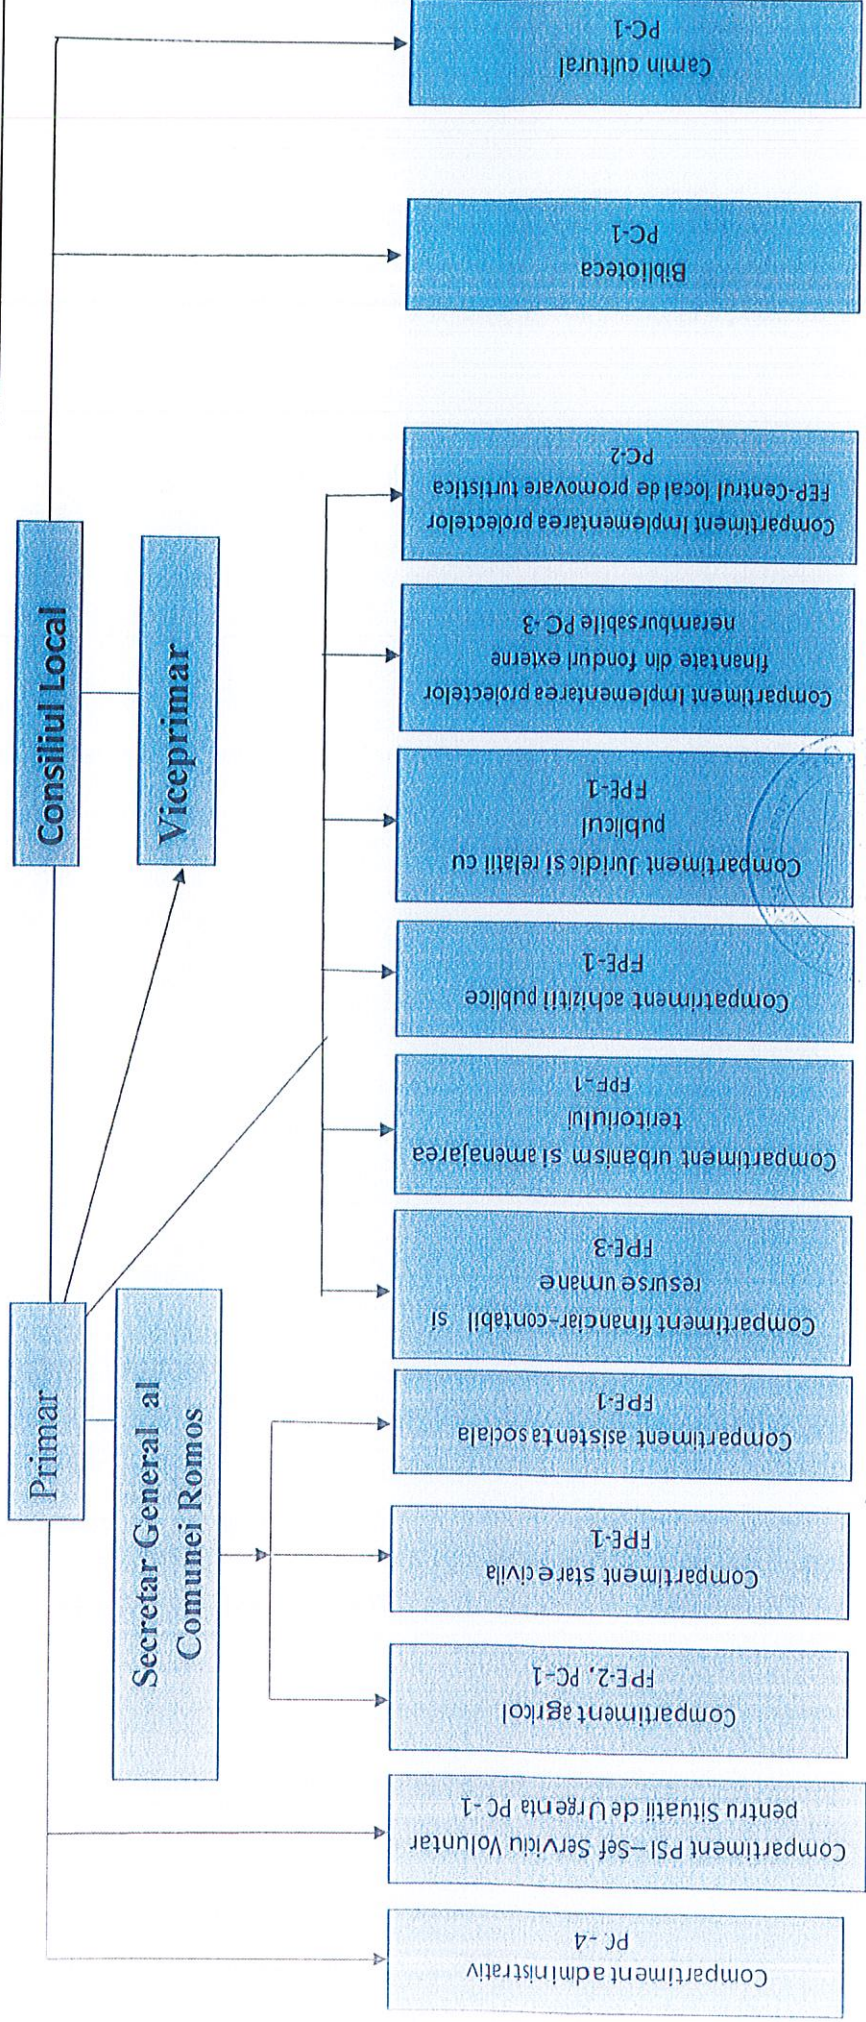 Primar
Consiliul Local
Viceprimar
Secretar General al
Comunei Romos
Compartiment administrativ
PC -4
Compartiment PSI –Sef Serviciu Voluntar
pentru Situatii de Urgenta PC -1
Compartiment agricol
FPE-2, PC-1
Compartiment stare civila
FPE-1
Compartiment asistenta sociala
FPE-1
Compartiment financiar-contabil si
resurse umane
FPE-3
Compartiment urbanism si amenajarea
teritoriului
FPE-1
Compatriment achizitii publice
FPE-1
Compartiment Juridic si relatii cu
publicul
FPE-1
Compartiment Implementarea proiectelor
finantate din fonduri externe
nerambursabile PC -3
Compartiment Implementarea proiectelor
FEP-Centrul local de promovare turtistica
PC-2
Biblioteca
PC-1
Camin cultural
PC-1